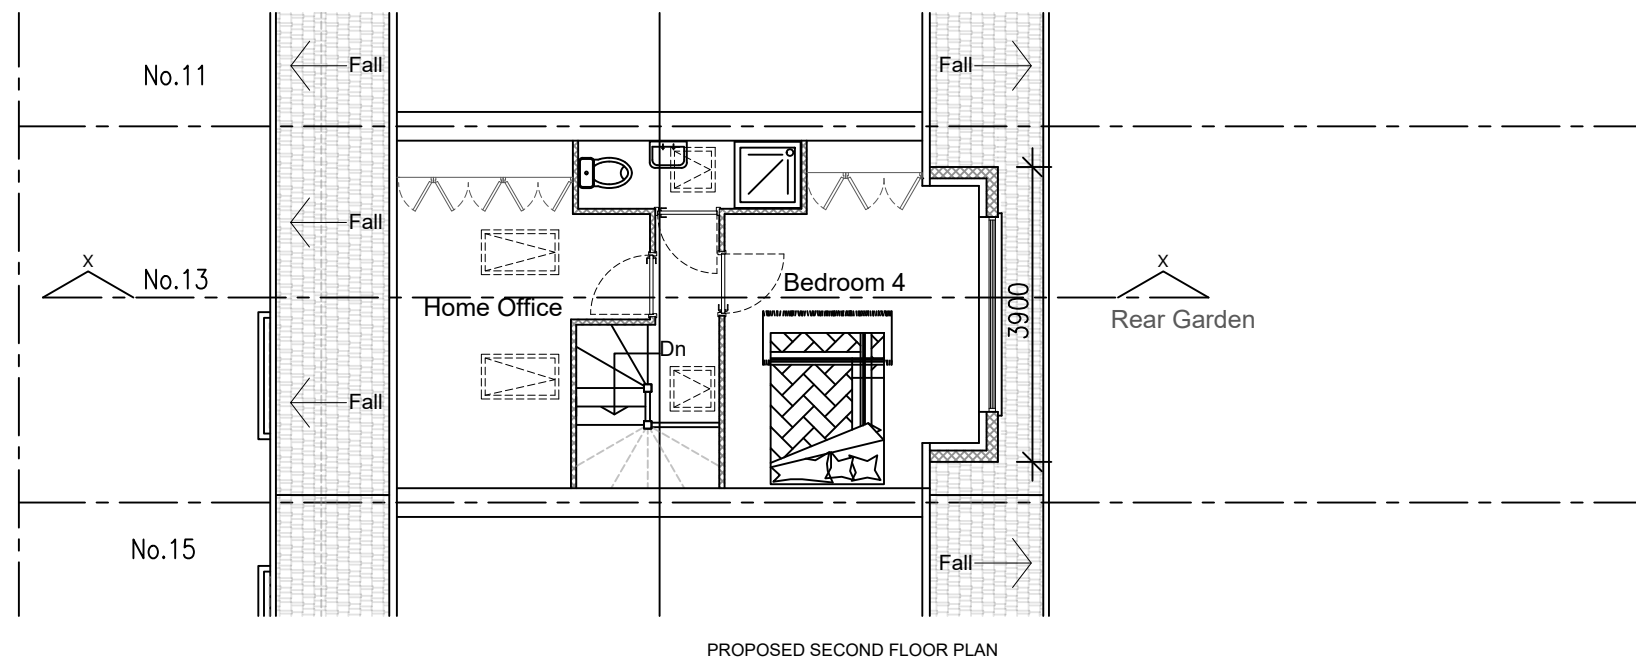 No.11
Fall
Fall
Fall
X
No.13
Home Office
Bedroom 4
X
Rear Garden
3900
Dn
Fall
No.15
Fall
PROPOSED SECOND FLOOR PLAN